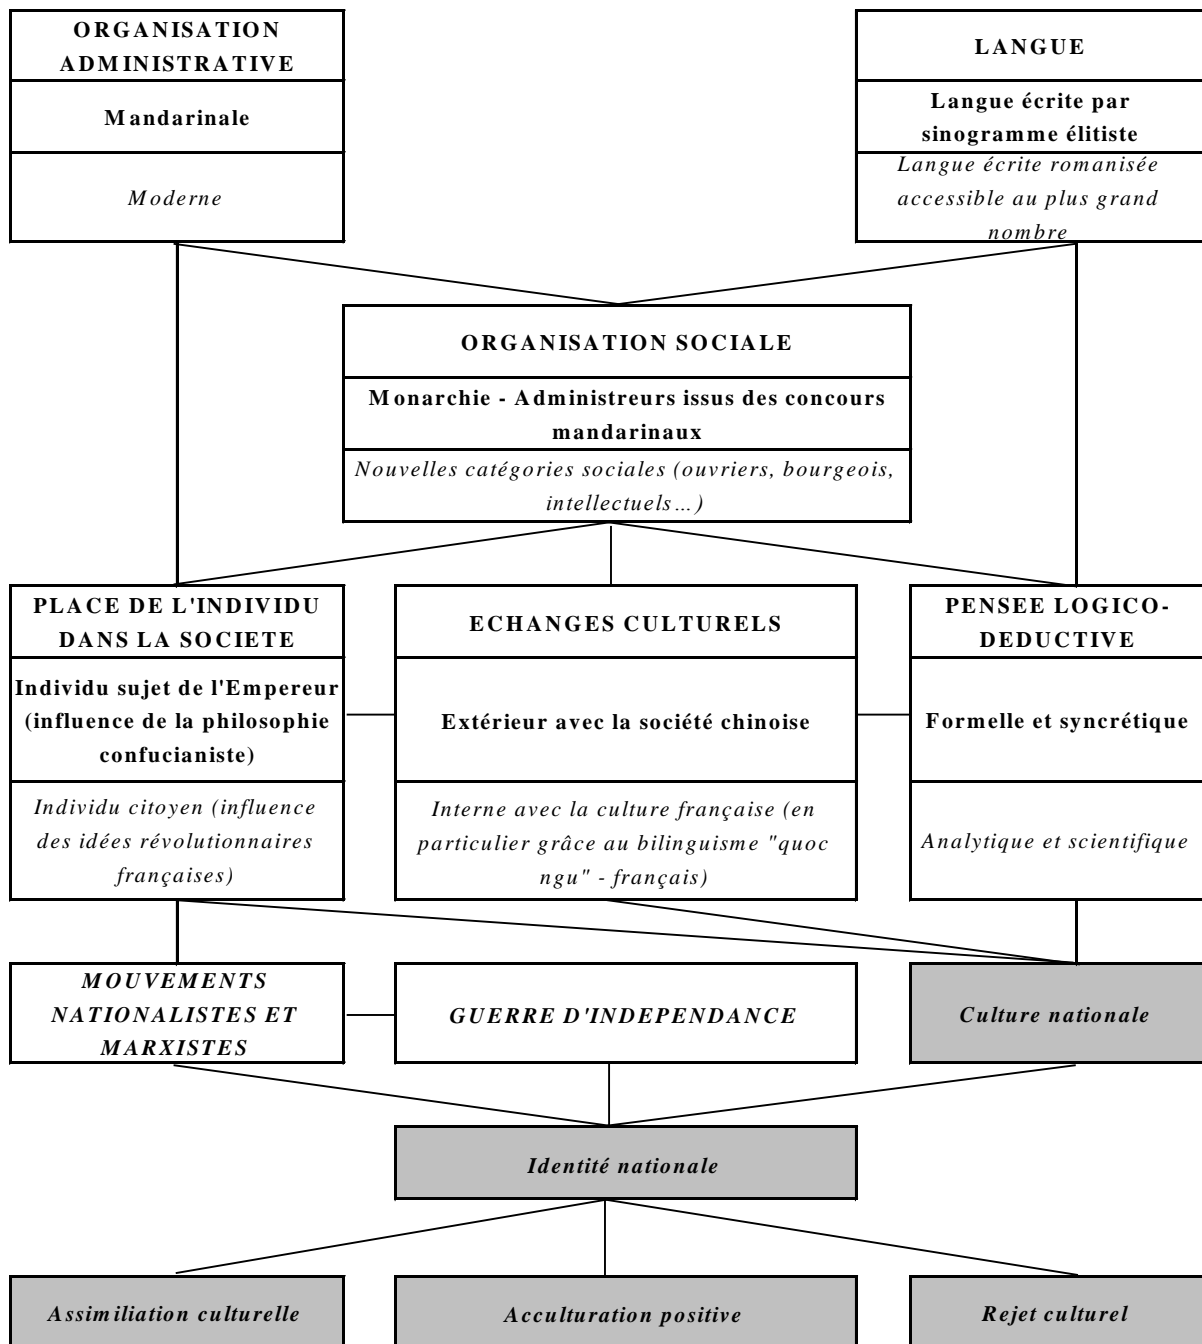 ORGANISATION
ADMINISTRATIVE
Mandarinale
Moderne
LANGUE
Langue écrite par
sinogramme élitiste
Langue écrite romanisée
accessible au plus grand
nombre
ORGANISATION SOCIALE
Monarchie - Administreurs issus des concours
mandarinaux
Nouvelles catégories sociales (ouvriers, bourgeois,
intellectuels…)
PLACE DE L'INDIVIDU
DANS LA SOCIETE
Individu sujet de l'Empereur
(influence de la philosophie
confucianiste)
Individu citoyen (influence
des idées révolutionnaires
françaises)
ECHANGES CULTURELS
Extérieur avec la société chinoise
Interne avec la culture française (en
particulier grâce au bilinguisme "quoc
ngu" - français)
PENSEE LOGICO-
DEDUCTIVE
Formelle et syncrétique
Analytique et scientifique
MOUVEMENTS
NATIONALISTES ET
MARXISTES
GUERRE D'INDEPENDANCE
Culture nationale
Identité nationale
Assimiliation culturelle
Acculturation positive
Rejet culturel